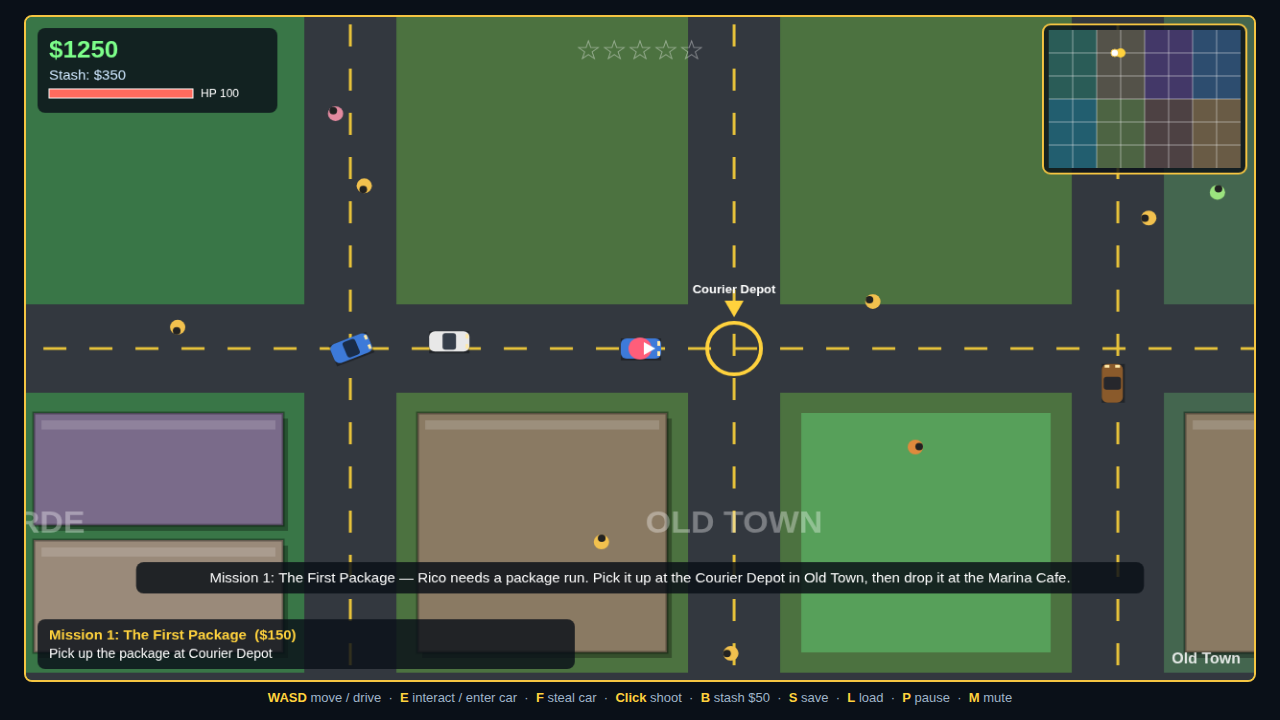 $1250
Stash: $350
HP 100
☆☆☆☆☆
Courier Depot
RDE
OLD TOWN
Mission 1: The First Package — Rico needs a package run. Pick it up at the Courier Depot in Old Town, then drop it at the Marina Cafe.
Mission 1: The First Package ($150)
Pick up the package at Courier Depot
Old Town
WASD move / drive · E interact / enter car · F steal car · Click shoot · B stash $50 · S save · L load · P pause · M mute